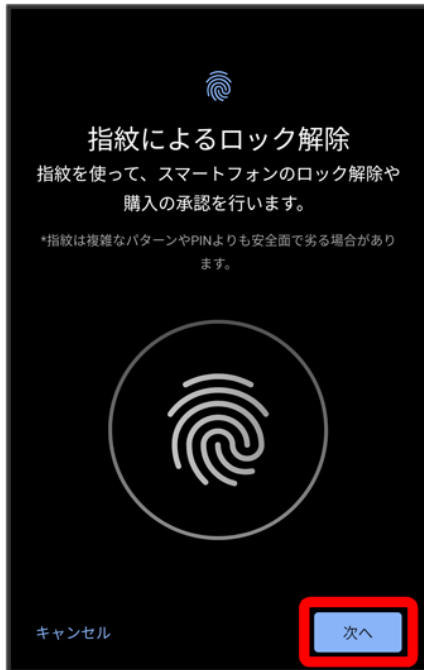 指紋によるロック解除
指紋を使って、スマートフォンのロック解除や
購入の承認を行います。
*指紋は複雑なパターンやPINよりも安全面で劣る場合があり
ます。
キャンセル
次へ